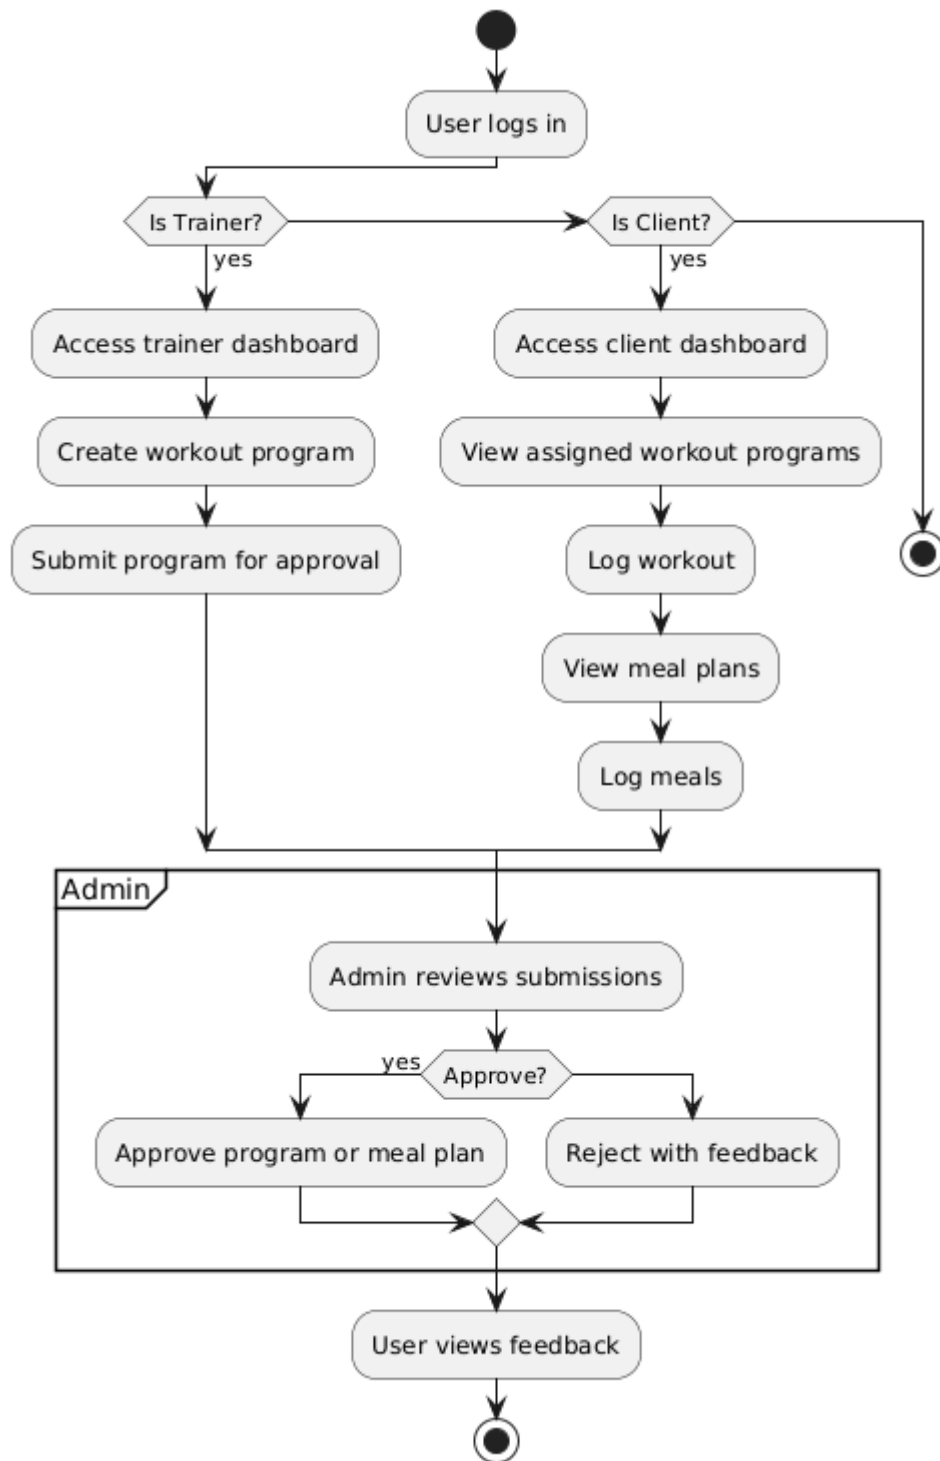 User logs in
Is Trainer?
Is Client?
yes
yes
Access trainer dashboard
Access client dashboard
Create workout program
View assigned workout programs
Submit program for approval
Log workout
View meal plans
Log meals
Admin
Admin reviews submissions
yes
Approve?
Approve program or meal plan
Reject with feedback
User views feedback